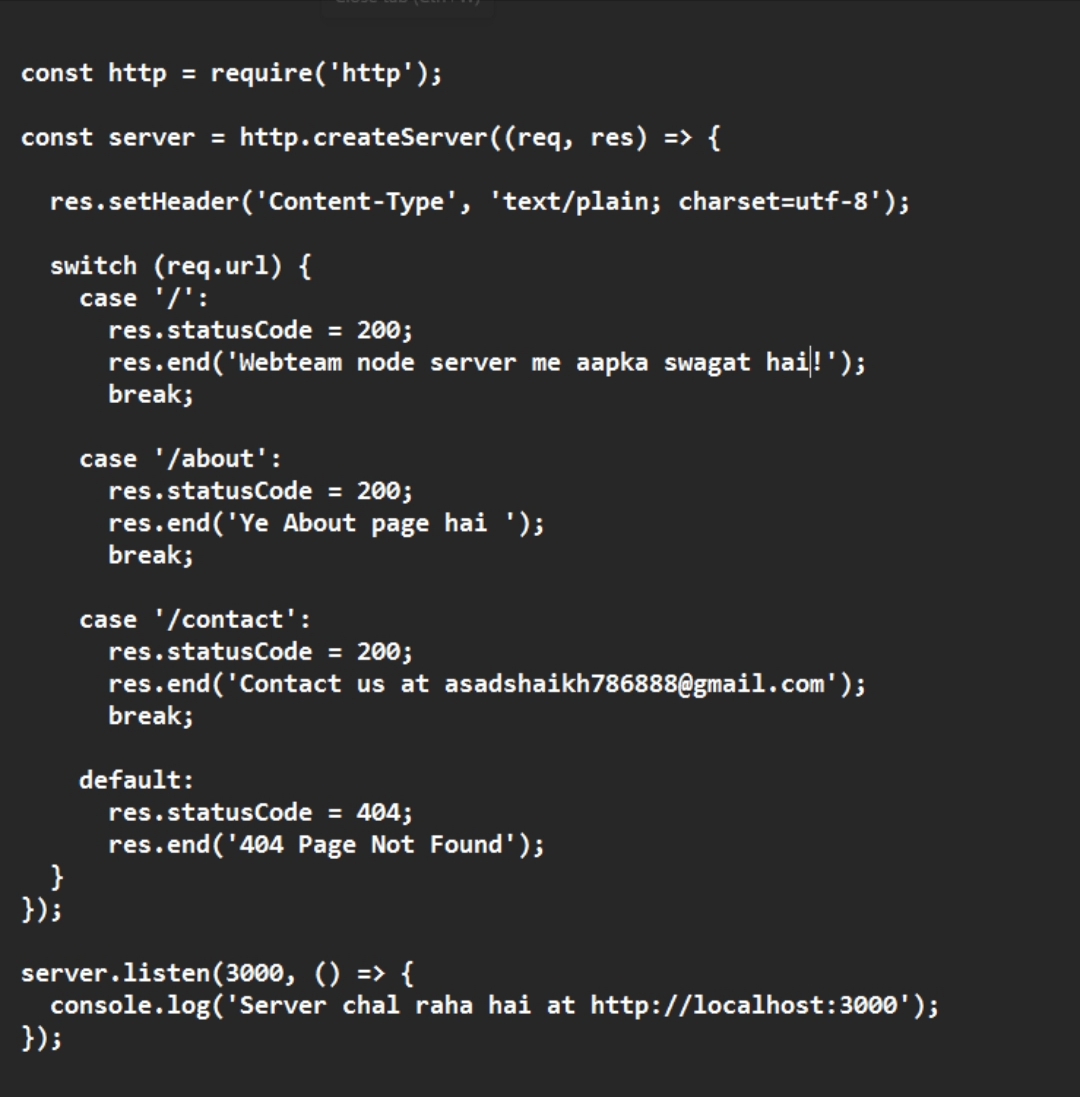 const http = require('http');
const server = http.createServer((req, res) => {
res.setHeader('Content-Type', 'text/plain; charset=utf-8');
switch (req.url) {
case '/':
res.statusCode = 200;
res.end('Webteam node server me aapka swagat hai!');
break;
case '/about':
res.statusCode = 200;
res.end('Ye About page hai ');
break;
case '/contact':
res.statusCode = 200;
res.end('Contact us at asadshaikh786888@gmail.com');
break;
default:
res.statusCode = 404;
res.end('404 Page Not Found');
}
});
server.listen(3000, () => {
console.log('Server chal raha hai at http://localhost:3000');
});